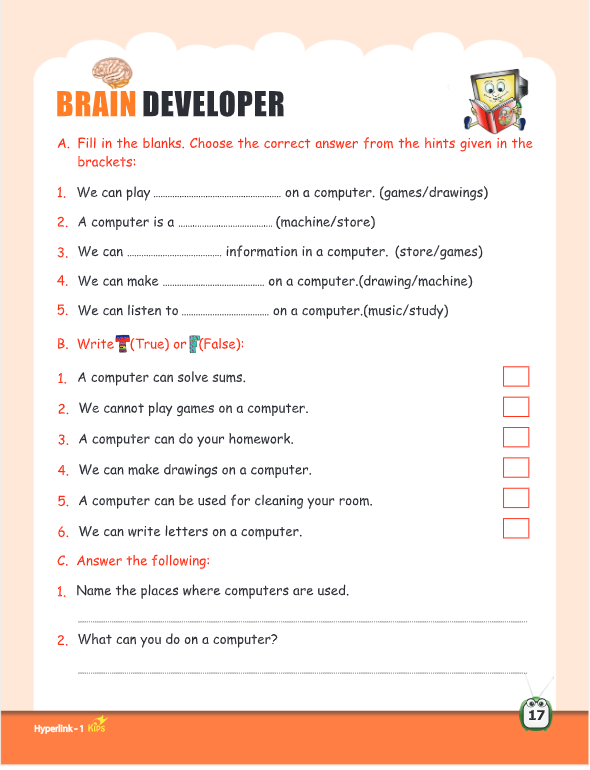 BRAIN DEVELOPER
A. Fill in the blanks. Choose the correct answer from the hints given in the
brackets:
1. We can play ................................................ on a computer. (games/drawings)
2. A computer is a .................................... (machine/store)
3. We can .................................... information in a computer. (store/games)
4. We can make ....................................... on a computer.(drawing/machine)
5. We can listen to ................................. on a computer.(music/study)
B. Write T (True) or F (False):
1. A computer can solve sums.
2. We cannot play games on a computer.
3. A computer can do your homework.
4. We can make drawings on a computer.
5. A computer can be used for cleaning your room.
6. We can write letters on a computer.
C. Answer the following:
1. Name the places where computers are used.
2. What can you do on a computer?
17
Hyperlink-1 KIPS